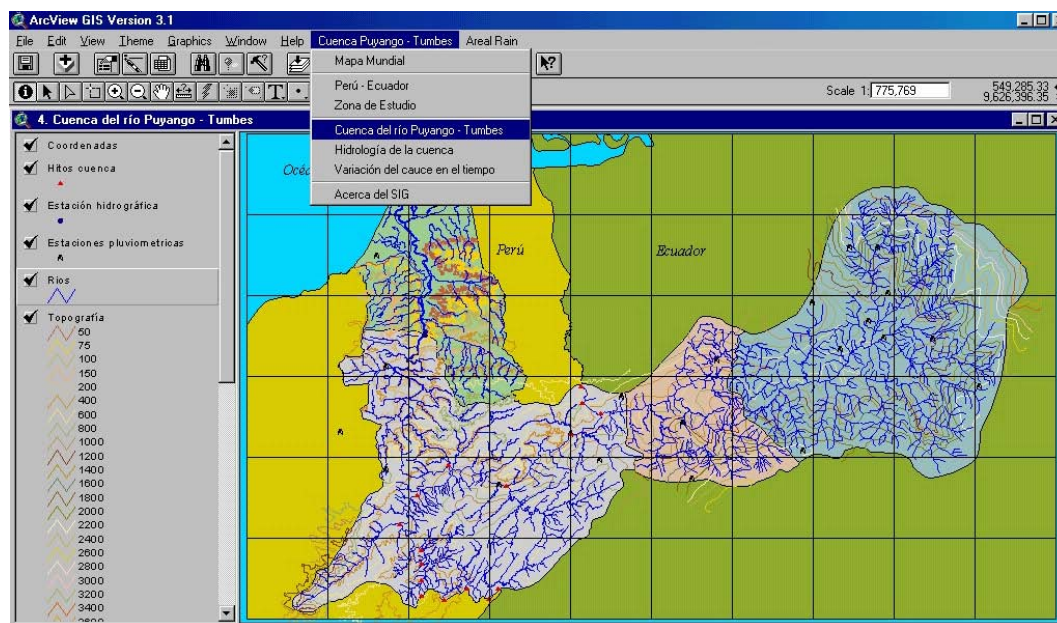 ArcView GIS Version 3.1
File Edit View Theme Graphics Window Help Cuenca Puyango - Tumbes Areal Rain
Mapa Mundial
Perú - Ecuador
Zona de Estudio
Cuenca del río Puyango - Tumbes
Hidrología de la cuenca
Variación del cauce en el tiempo
Acerca del SIG
Scale 1: 775,769
549,285.33
9,626,396.35
4. Cuenca del río Puyango - Tumbes
Coordenadas
Hitos cuenca
Estación hidrográfica
Estaciones pluviometricas
Ríos
Topografía
50
75
100
150
200
400
600
800
1000
1200
1400
1600
1800
2000
2200
2400
2600
2800
3000
3200
3400
Océ
Perú
Ecuador